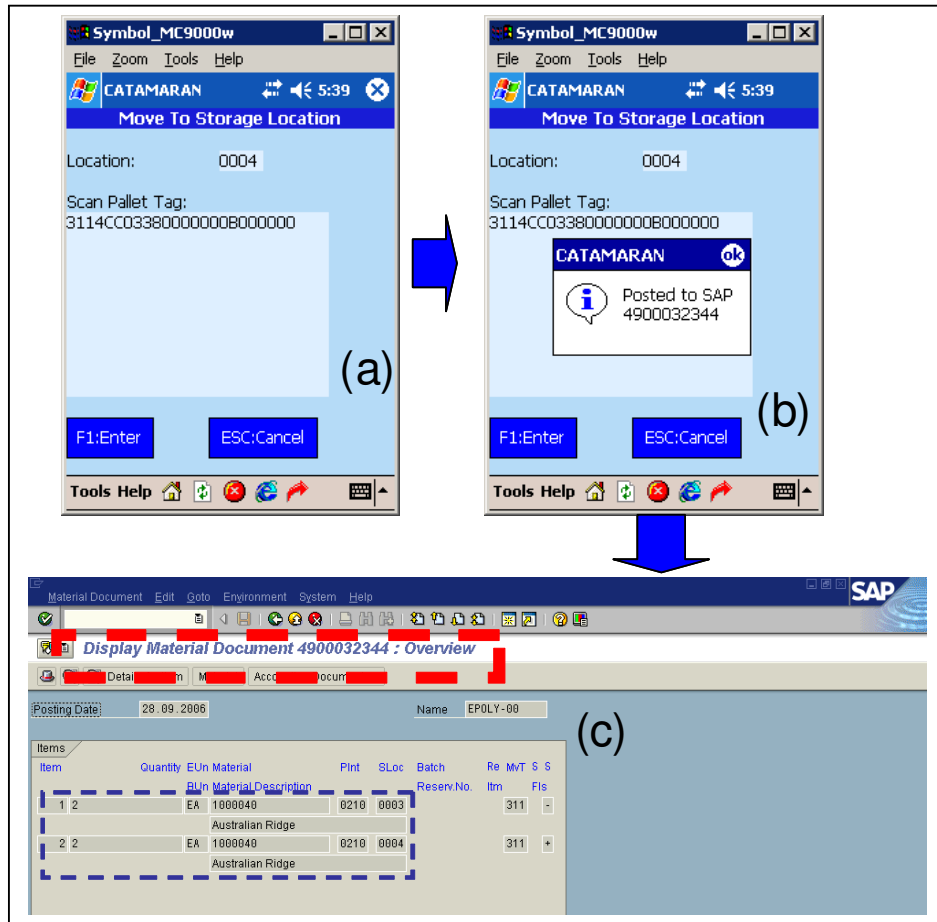 Symbol_MC9000w
File Zoom Tools Help
CATAMARAN 5:39
Move To Storage Location
Location: 0004
Scan Pallet Tag:
3114CC03380000000B000000
(a)
F1:Enter ESC:Cancel
Tools Help
Symbol_MC9000w
File Zoom Tools Help
CATAMARAN 5:39
Move To Storage Location
Location: 0004
Scan Pallet Tag:
3114CC03380000000B000000
CATAMARAN ok
Posted to SAP
4900032344
(b)
F1:Enter ESC:Cancel
Tools Help
Material Document Edit Goto Environment System Help
SAP
Display Material Document 4900032344 : Overview
Posting Date 28.09.2006 Name EPOLY-00
(c)
Items
Item Quantity EUn Material Plnt SLoc Batch Re MvT S S
BUn Material Description Reserv.No. Itm Fls
1 2 EA 1000040 0210 0003 311 -
Australian Ridge
2 2 EA 1000040 0210 0004 311 +
Australian Ridge